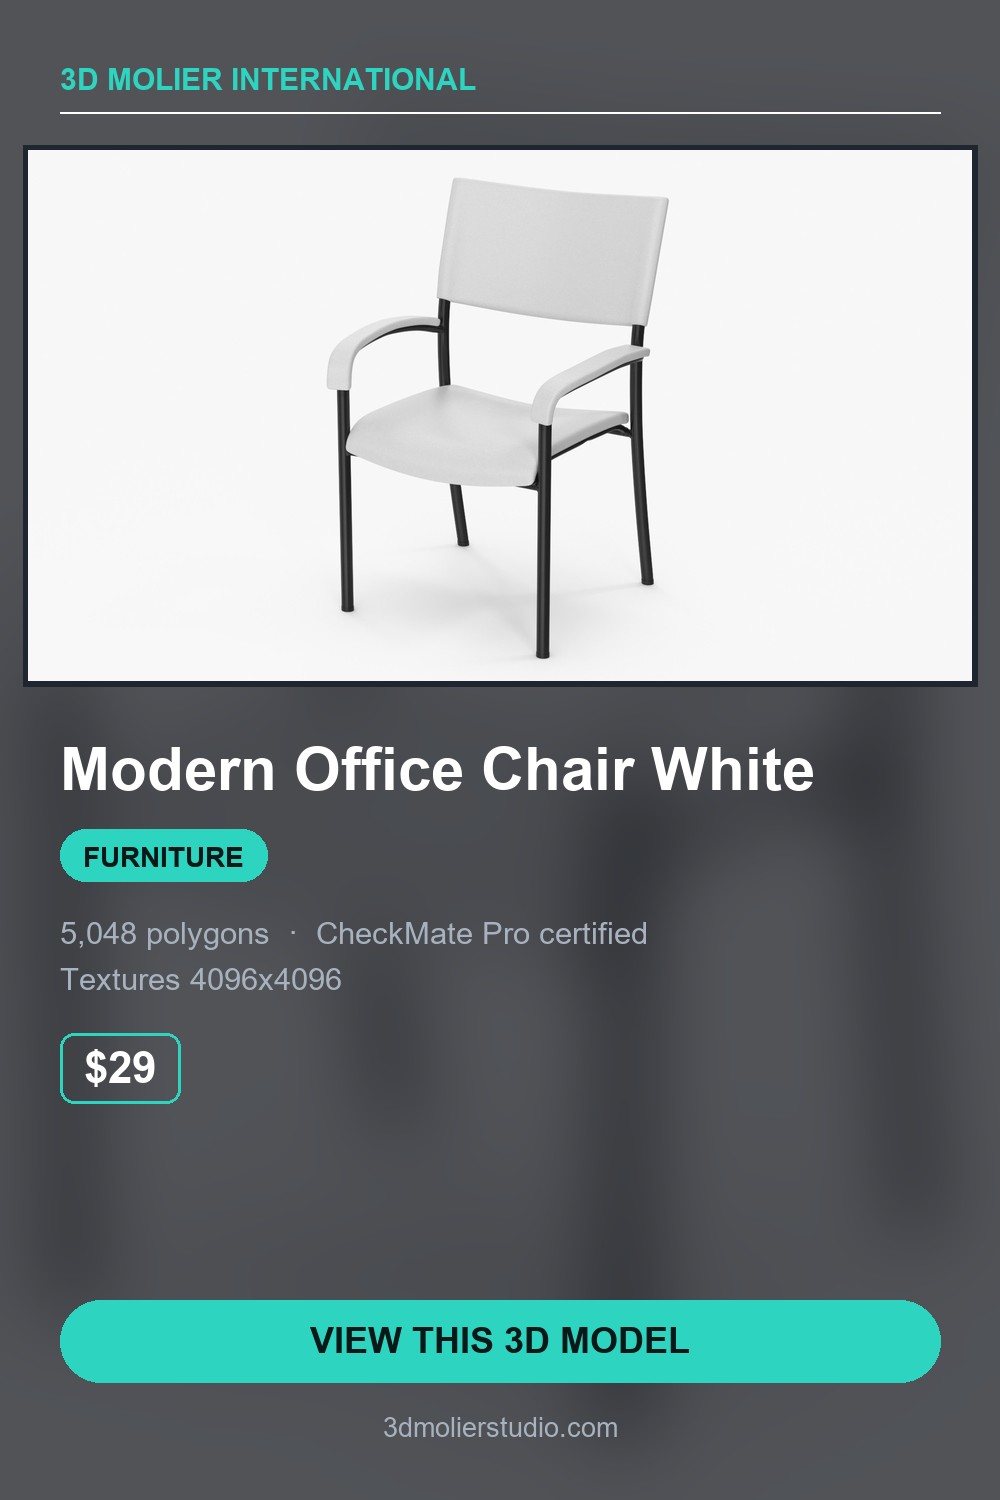 3D MOLIER INTERNATIONAL
Modern Office Chair White
FURNITURE
5,048 polygons · CheckMate Pro certified
Textures 4096x4096
$29
VIEW THIS 3D MODEL
3dmolierstudio.com